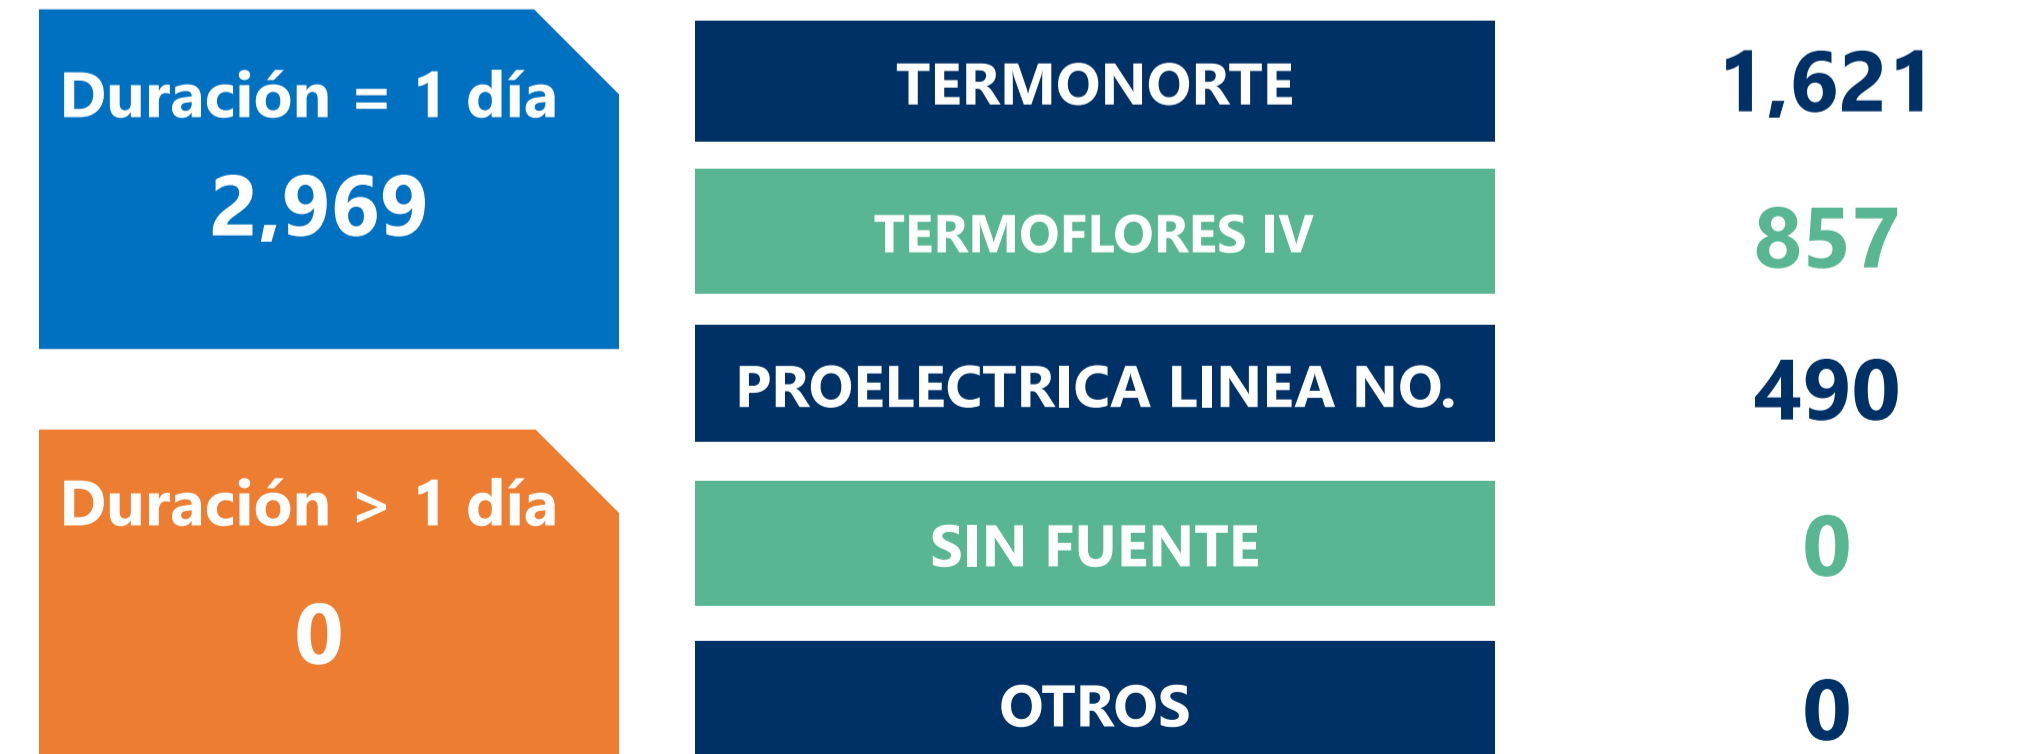 Duración = 1 día
2,969
Duración > 1 día
0
TERMONORTE 1,621
TERMOFLORES IV 857
PROELECTRICA LINEA NO. 490
SIN FUENTE 0
OTROS 0